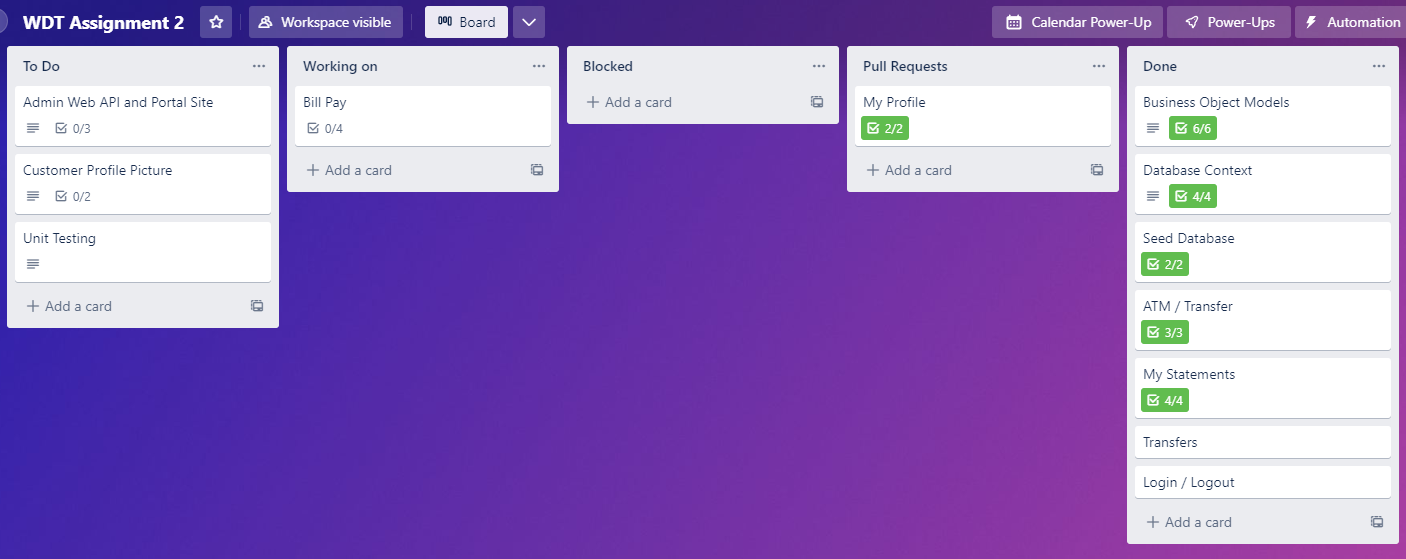 WDT Assignment 2
Workspace visible
Board
Calendar Power-Up
Power-Ups
Automation
To Do
Admin Web API and Portal Site
0/3
Customer Profile Picture
0/2
Unit Testing
Add a card
Working on
Bill Pay
0/4
Add a card
Blocked
Add a card
Pull Requests
My Profile
2/2
Add a card
Done
Business Object Models
6/6
Database Context
4/4
Seed Database
2/2
ATM / Transfer
3/3
My Statements
4/4
Transfers
Login / Logout
Add a card